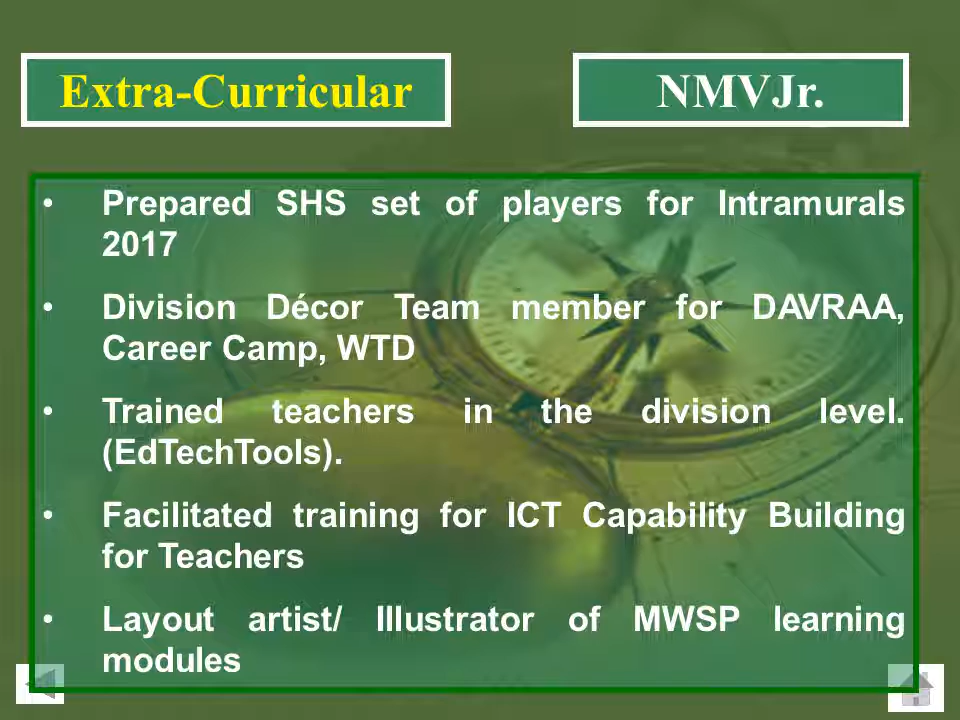 Extra-Curricular
NMVJr.
• Prepared SHS set of players for Intramurals
2017
• Division Décor Team member for DAVRAA,
Career Camp, WTD
• Trained teachers in the division level.
(EdTechTools).
• Facilitated training for ICT Capability Building
for Teachers
• Layout artist/ Illustrator of MWSP learning
modules